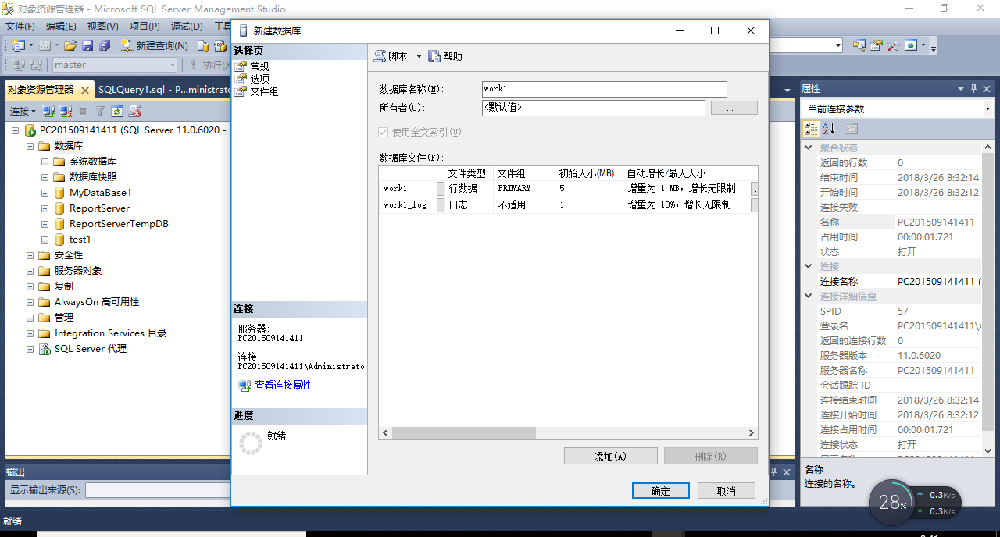 对象资源管理器 - Microsoft SQL Server Management Studio
文件(F) 编辑(E) 视图(V) 项目(P) 调试(D)
新建查询(N)
master
对象资源管理器
SQLQuery1.sql - P...ministrato
连接
PC201509141411 (SQL Server 11.0.6020 -
数据库
系统数据库
数据库快照
MyDataBase1
ReportServer
ReportServerTempDB
test1
安全性
服务器对象
复制
AlwaysOn 高可用性
管理
Integration Services 目录
SQL Server 代理
输出
显示输出来源(S):
就绪
新建数据库
选择页
常规
选项
文件组
连接
服务器:
PC201509141411
连接:
PC201509141411\Administrato
查看连接属性
进度
就绪
脚本 帮助
数据库名称(N): work1
所有者(O): <默认值> ...
使用全文索引(U)
数据库文件(F):
文件类型 文件组 初始大小(MB) 自动增长/最大大小
work1 行数据 PRIMARY 5 增量为 1 MB，增长无限制
work1_log 日志 不适用 1 增量为 10%，增长无限制
添加(A) 删除(R)
确定 取消
属性
当前连接参数
聚合状态
返回的行数 0
结束时间 2018/3/26 8:32:14
开始时间 2018/3/26 8:32:12
连接失败
名称 PC201509141411
占用时间 00:00:01.721
状态 打开
连接
连接名称 PC201509141411 (
连接详细信息
SPID 57
登录名 PC201509141411\A
返回的连接行数 0
服务器版本 11.0.6020
服务器名称 PC201509141411
会话跟踪 ID
连接结束时间 2018/3/26 8:32:14
连接开始时间 2018/3/26 8:32:12
连接占用时间 00:00:01.721
连接状态 打开
名称
连接的名称。
28%
0.3K/s
0.3K/s